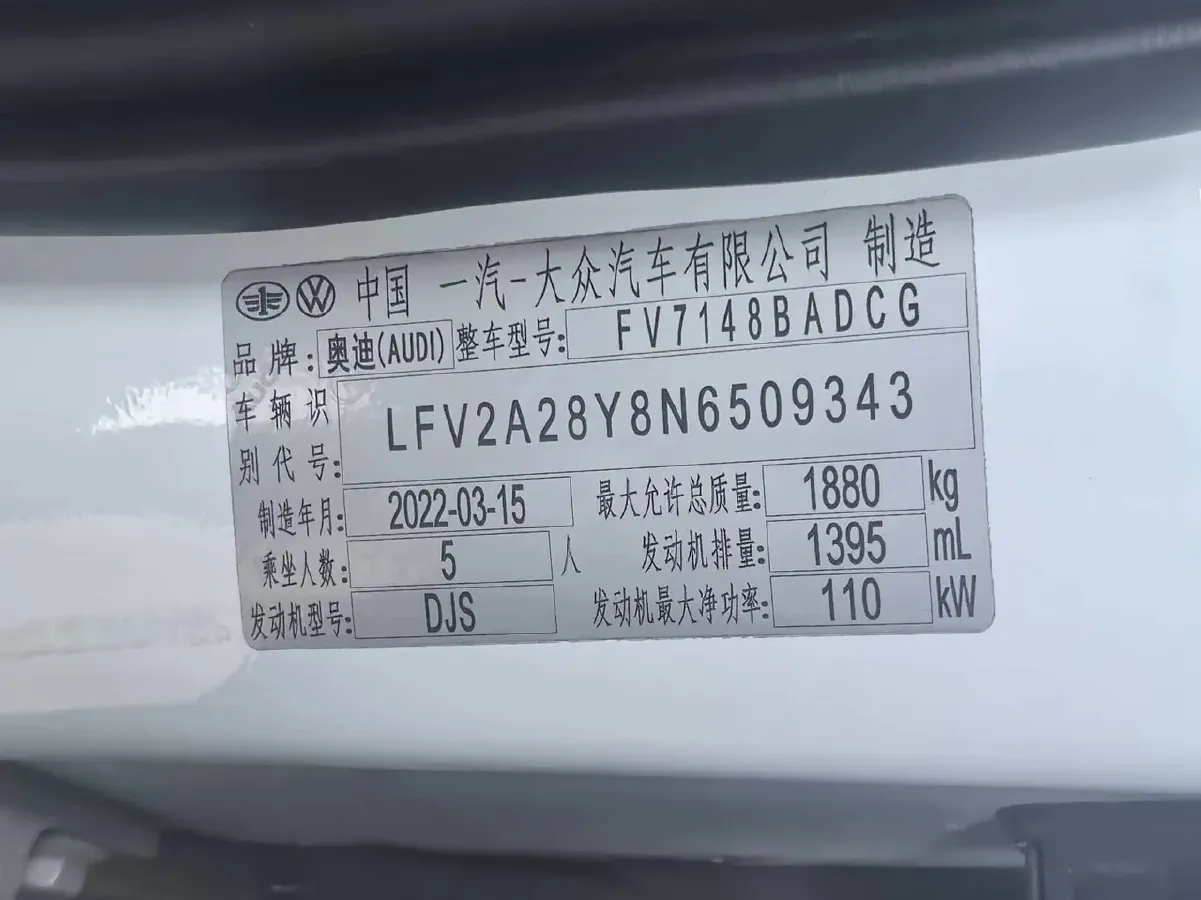 中国 一汽-大众汽车有限公司 制造
品牌: 奥迪(AUDI) 整车型号: FV7148BADCG
车辆识别代号: LFV2A28Y8N6509343
制造年月: 2022-03-15 最大允许总质量: 1880 kg
乘坐人数: 5 人 发动机排量: 1395 mL
发动机型号: DJS 发动机最大净功率: 110 kW